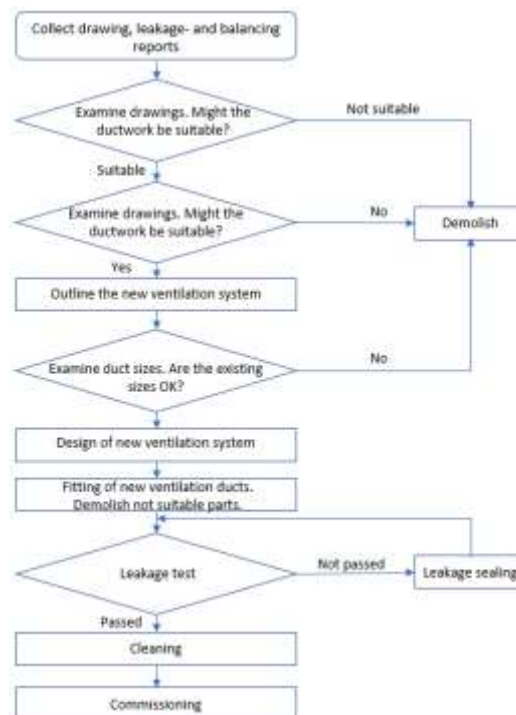 Collect drawing, leakage- and balancing
reports
Examine drawings. Might the
ductwork be suitable?
Not suitable
Suitable
Examine drawings. Might the
ductwork be suitable?
No
Demolish
Yes
Outline the new ventilation system
Examine duct sizes. Are the existing
sizes OK?
No
Design of new ventilation system
Fitting of new ventilation ducts.
Demolish not suitable parts.
Leakage test
Not passed
Leakage sealing
Passed
Cleaning
Commissioning